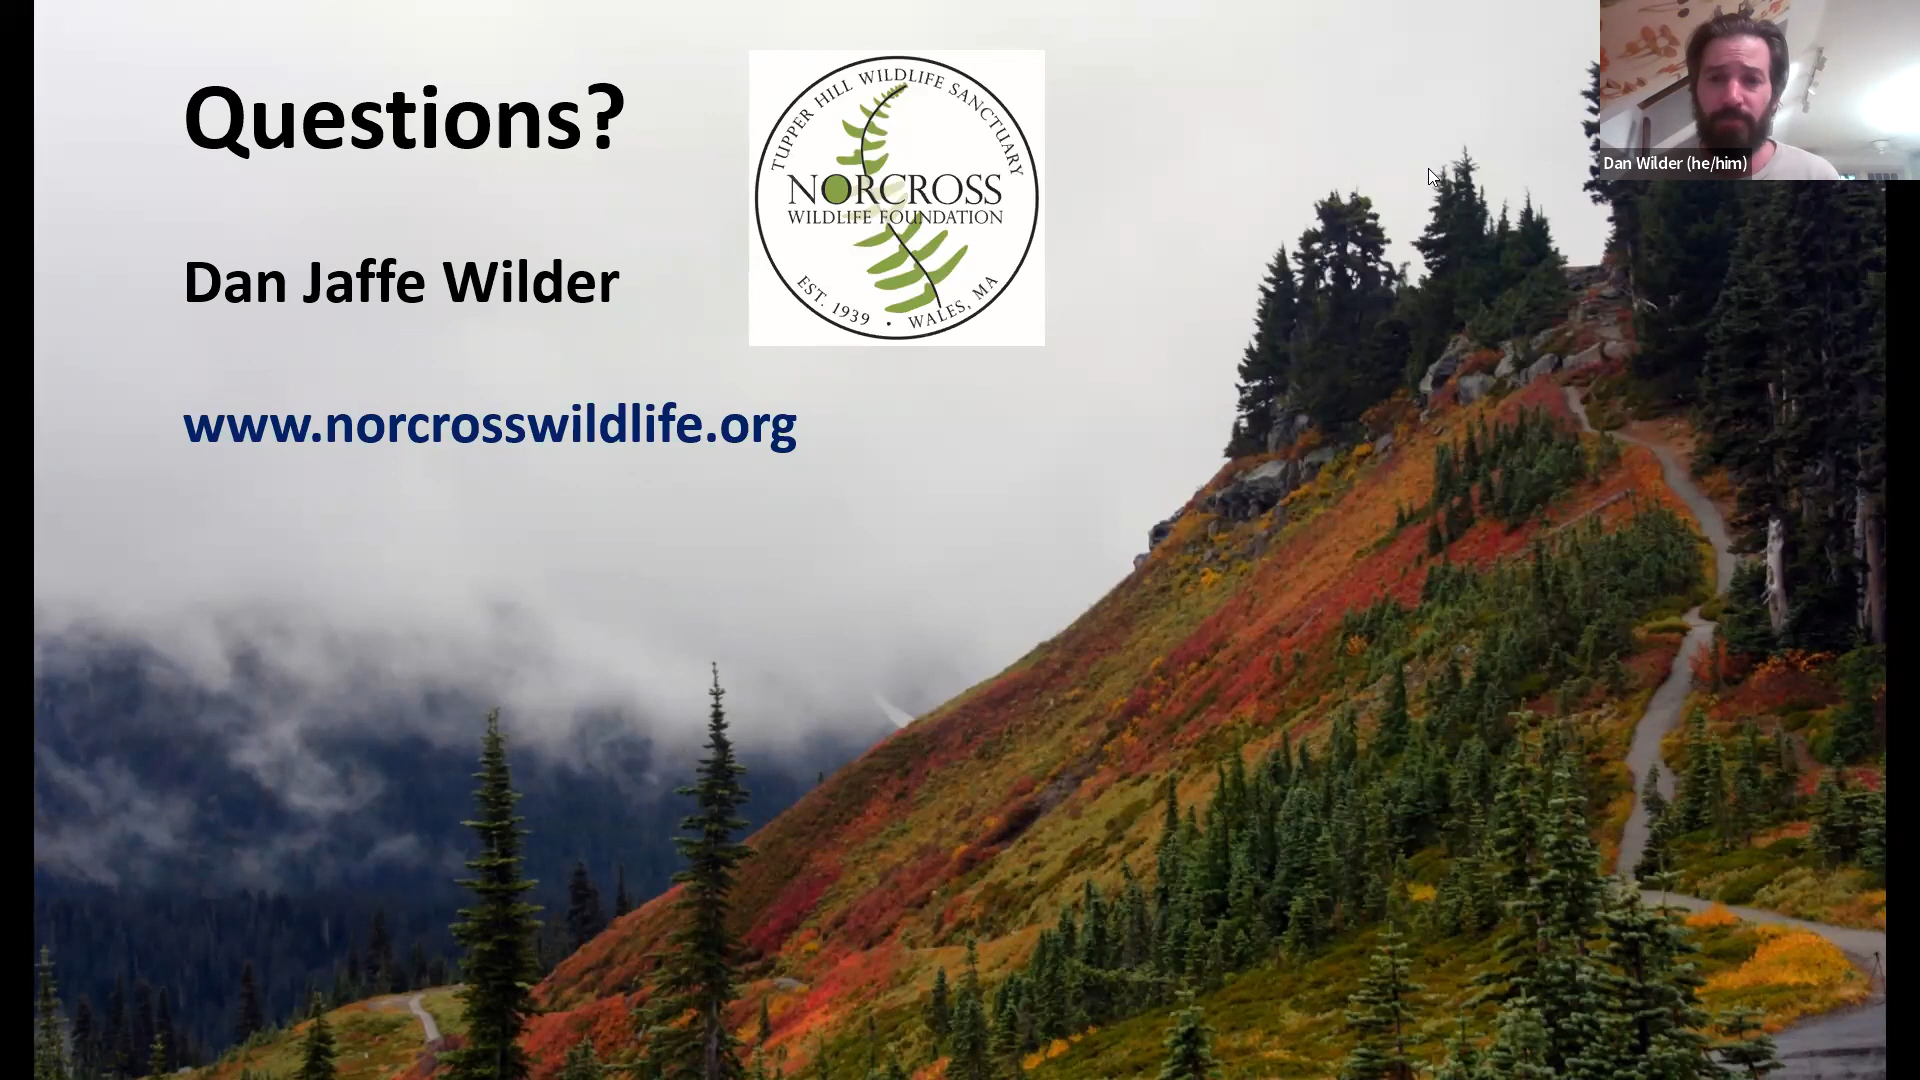 Questions?
Dan Jaffe Wilder
www.norcrosswildlife.org
TUPPER HILL WILDLIFE SANCTUARY
NORCROSS
WILDLIFE FOUNDATION
EST. 1939 • WALES, MA
Dan Wilder (he/him)